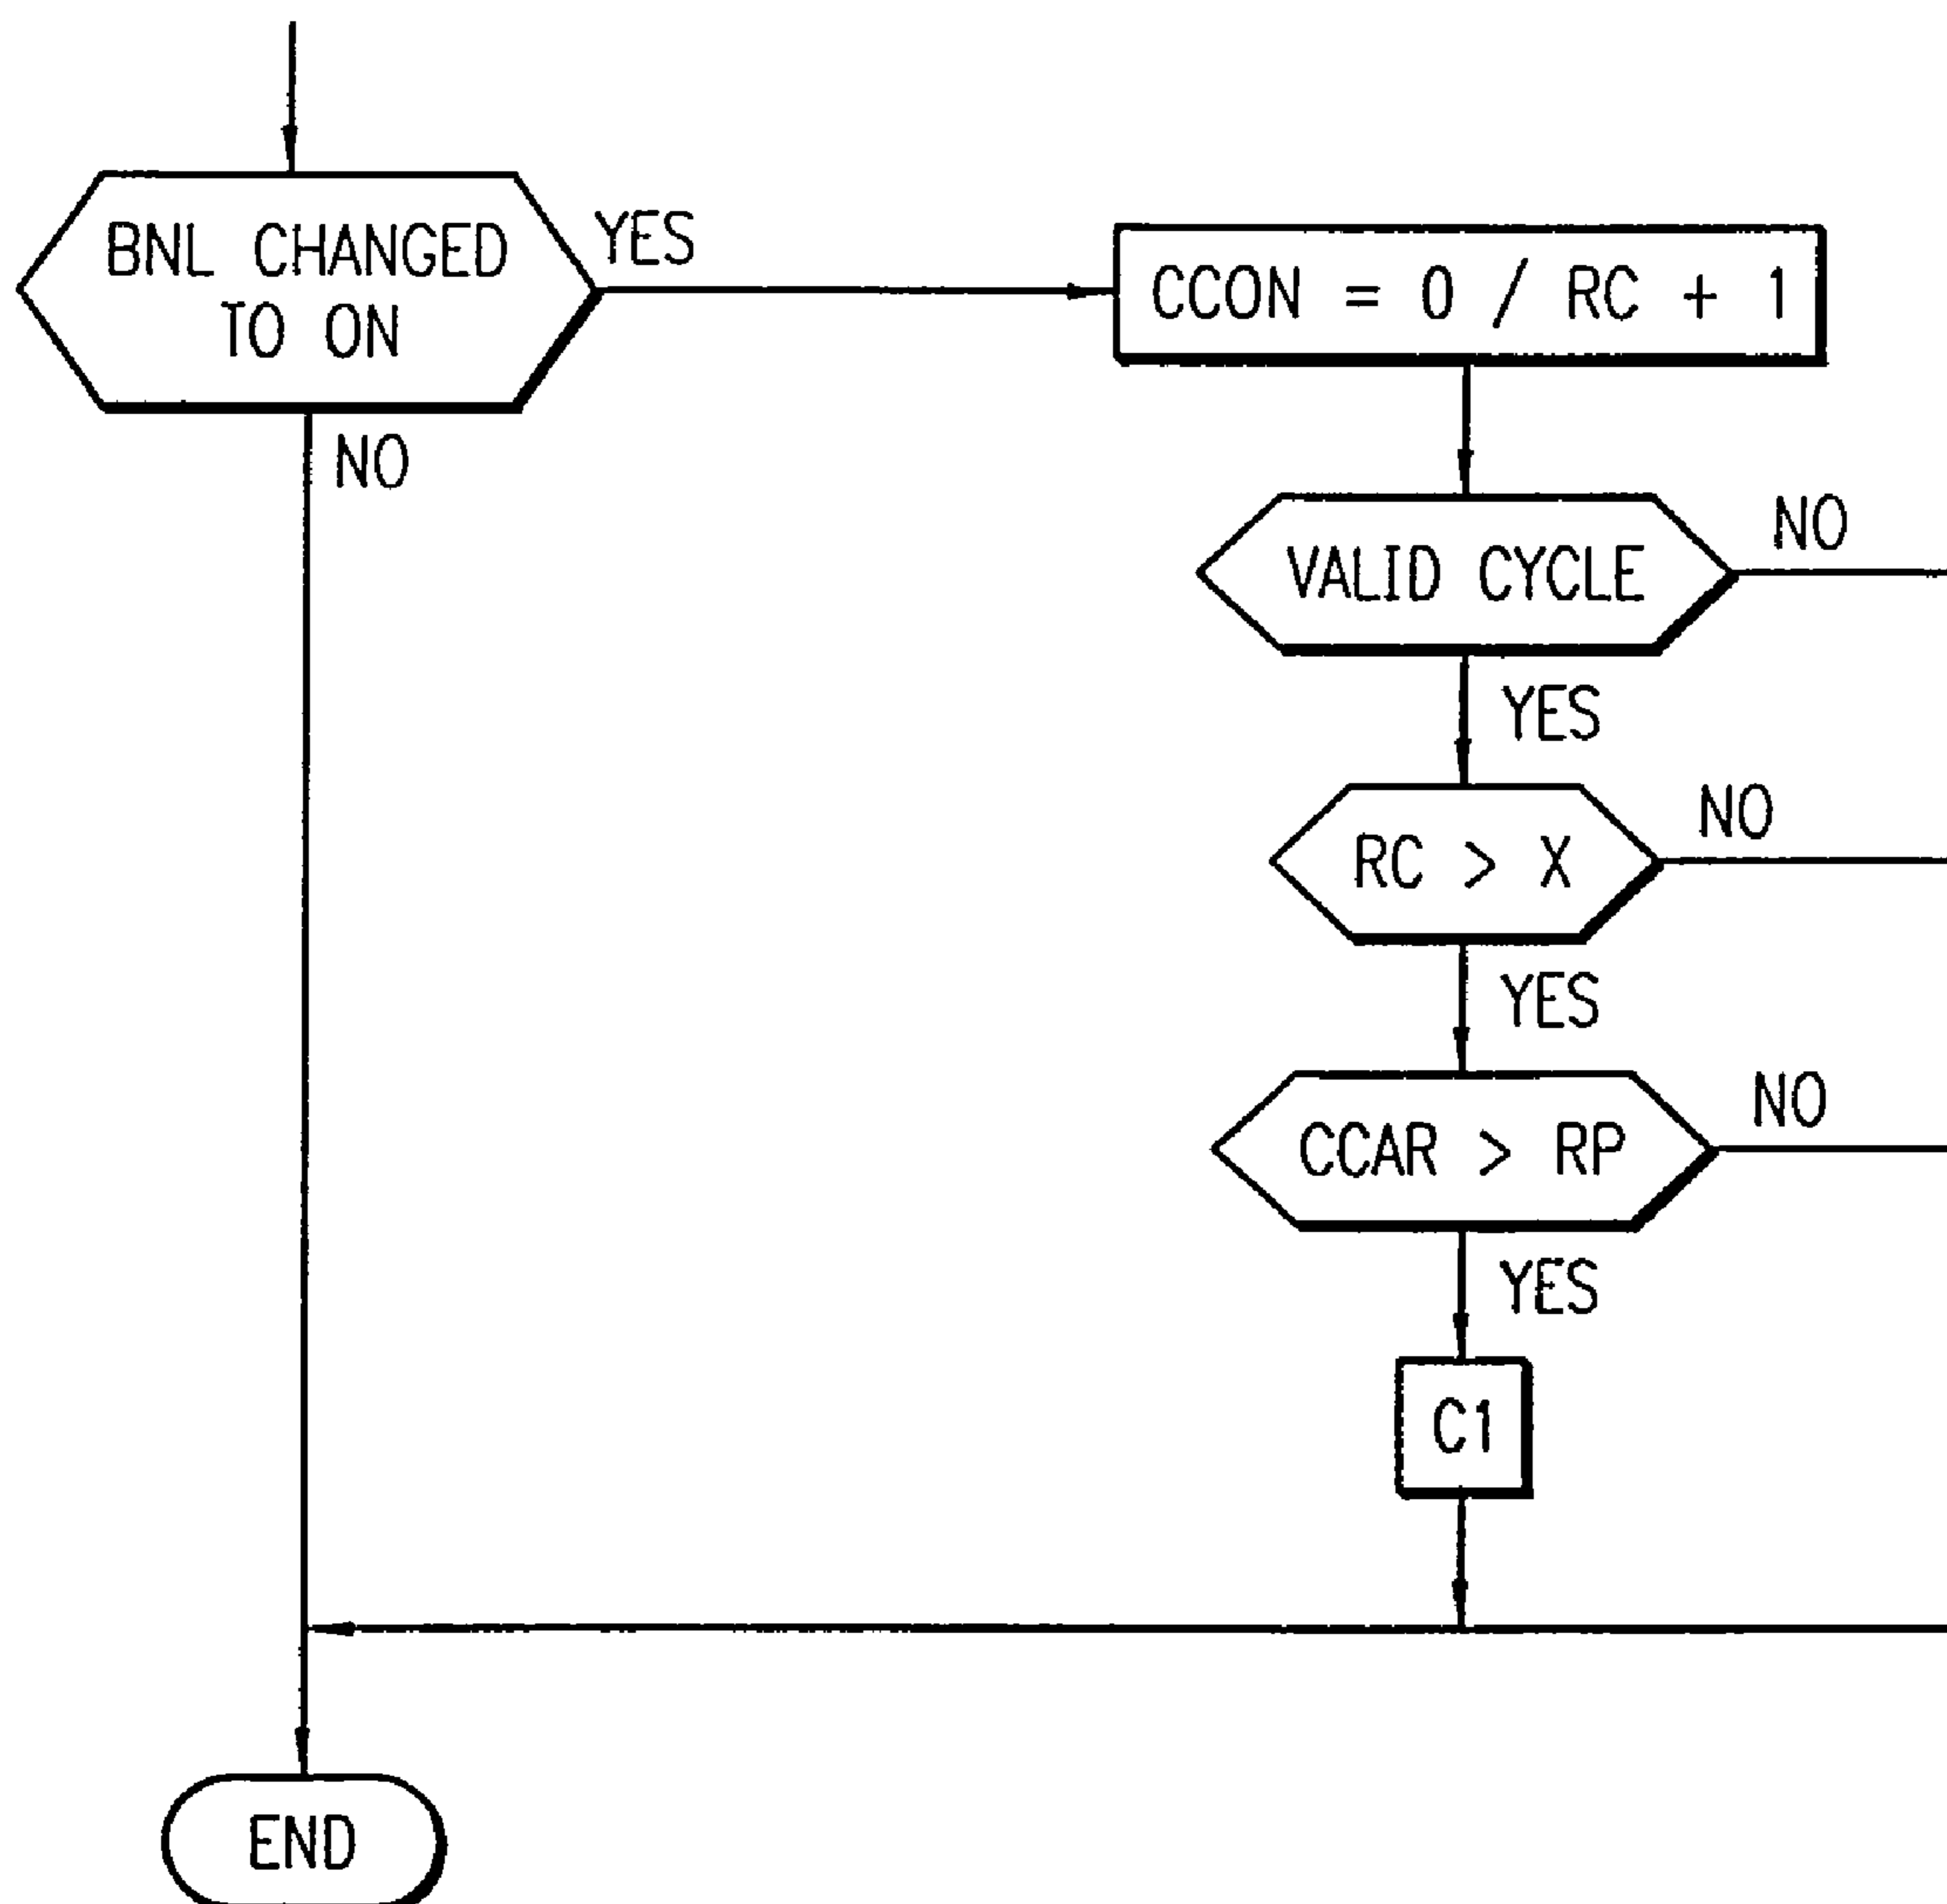 BNL CHANGED
TO ON
YES
NO
CCON = 0 / RC + 1
VALID CYCLE
NO
YES
RC > X
NO
YES
CCAR > RP
NO
YES
C1
END